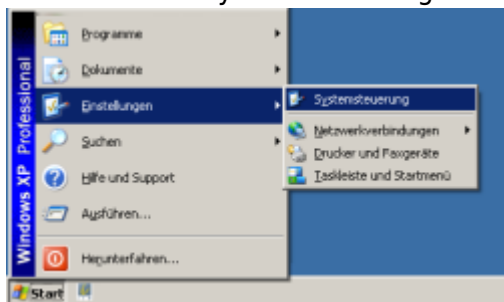 Programme
Dokumente
Einstellungen
Suchen
Hilfe und Support
Ausführen...
Herunterfahren...
Systemsteuerung
Netzwerkverbindungen
Drucker und Faxgeräte
Taskleiste und Startmenü
Windows XP Professional
Start